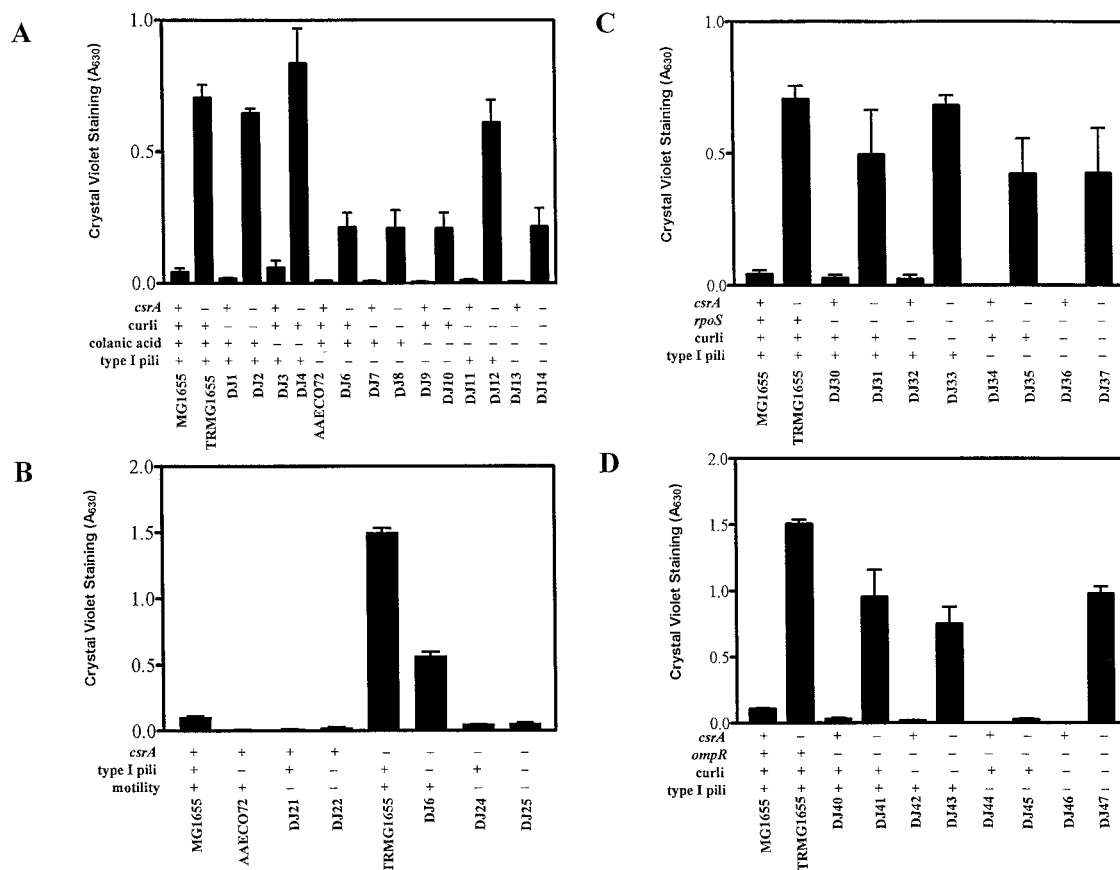 A
Crystal Violet Staining (A630)
1.0
0.5
0.0
csrA + − + − + − + − + − + − + − + −
curli + + − − + + + + − − + + − − − −
colanic acid + + + + − − + + + + − − − − − −
type I pili + + + + + + − − − − − − + + − −
MG1655 TRMG1655 DJ1 DJ2 DJ3 DJ4 AAECO72 DJ6 DJ7 DJ8 DJ9 DJ10 DJ11 DJ12 DJ13 DJ14
B
Crystal Violet Staining (A630)
2.0
1.5
1.0
0.5
0.0
csrA + + + + − − − −
type I pili + − + − + − + −
motility + + − − + + − −
MG1655 AAECO72 DJ21 DJ22 TRMG1655 DJ6 DJ24 DJ25
C
Crystal Violet Staining (A630)
1.0
0.5
0.0
csrA + − + − + − + − + −
rpoS + + − − − − − − − −
curli + + + + − − + + − −
type I pili + + + + + + − − − −
MG1655 TRMG1655 DJ30 DJ31 DJ32 DJ33 DJ34 DJ35 DJ36 DJ37
D
Crystal Violet Staining (A630)
2.0
1.5
1.0
0.5
0.0
csrA + − + − + − + − + −
ompR + + − − − − − − − −
curli + + + + − − + + − −
type I pili + + + + + + − − − −
MG1655 TRMG1655 DJ40 DJ41 DJ42 DJ43 DJ44 DJ45 DJ46 DJ47